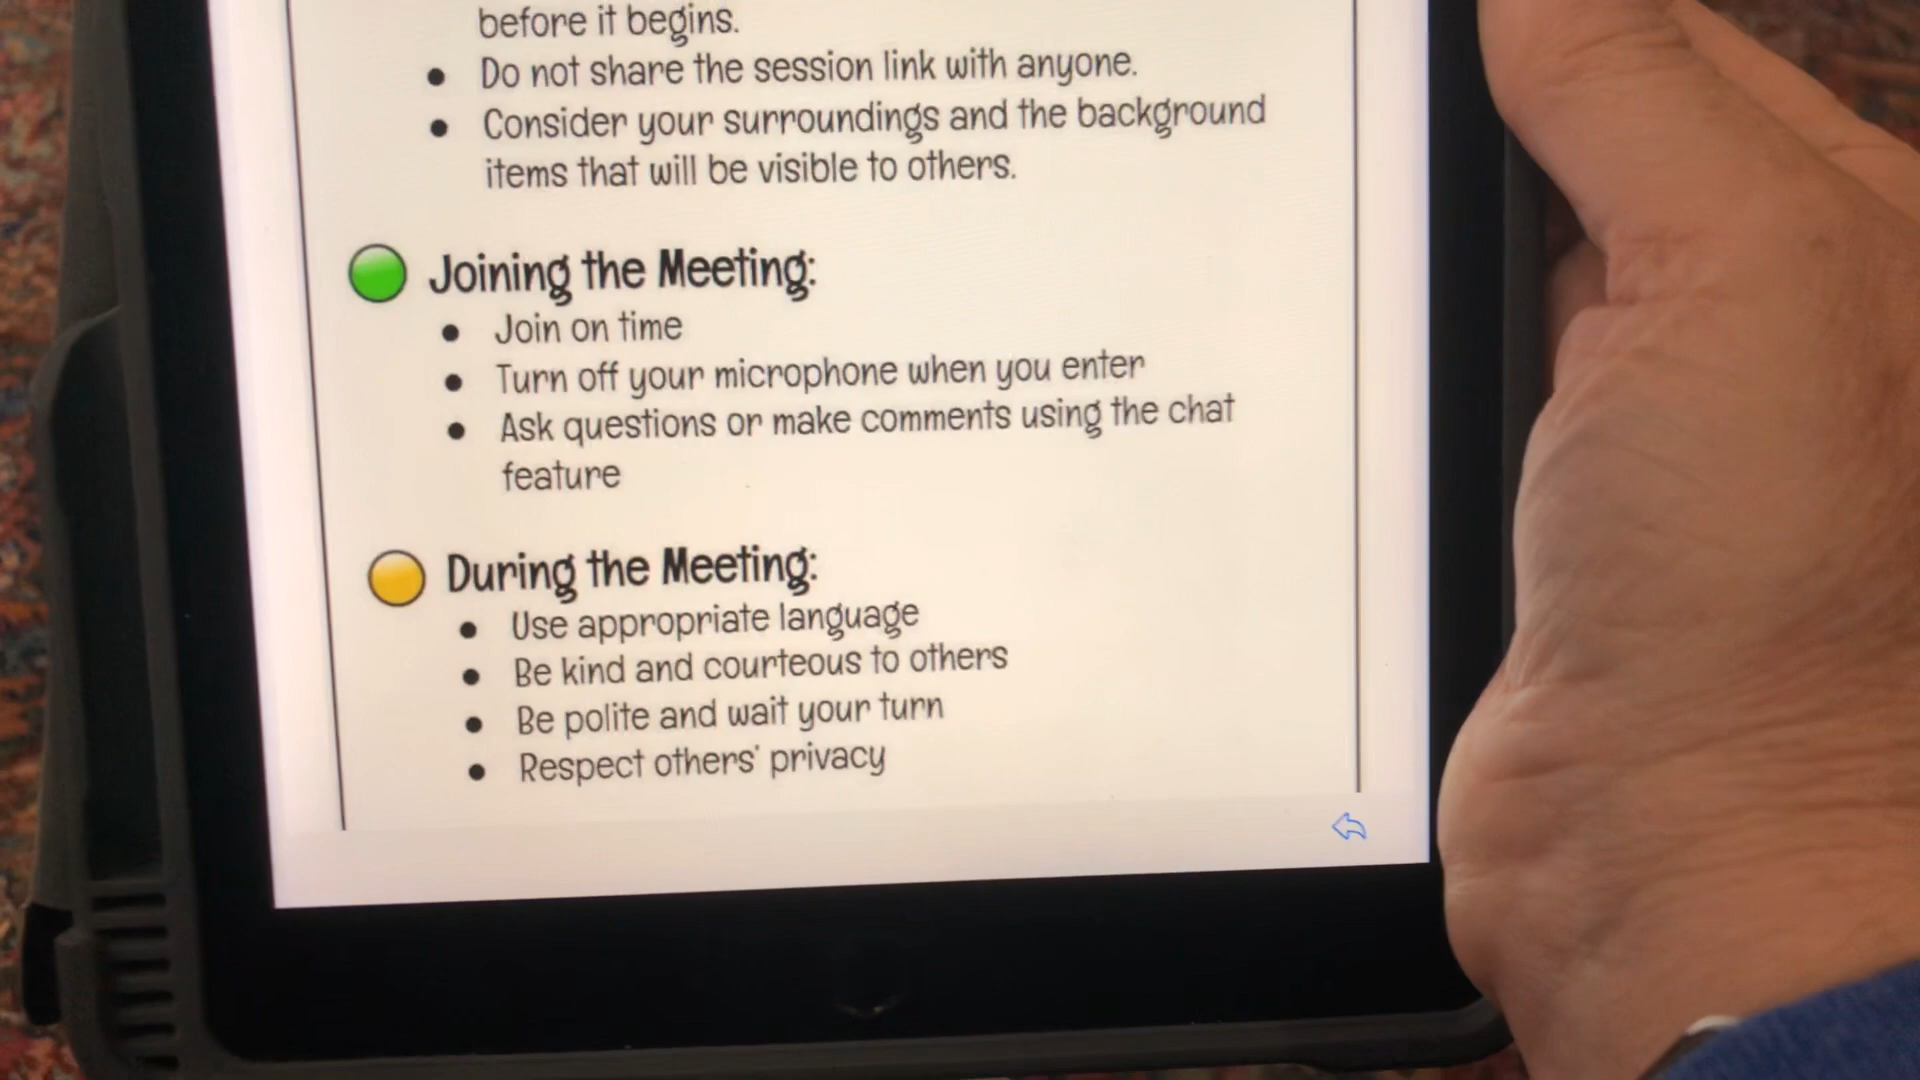 before it begins.
• Do not share the session link with anyone.
• Consider your surroundings and the background
items that will be visible to others.
Joining the Meeting:
• Join on time
• Turn off your microphone when you enter
• Ask questions or make comments using the chat
feature
During the Meeting:
• Use appropriate language
• Be kind and courteous to others
• Be polite and wait your turn
• Respect others' privacy